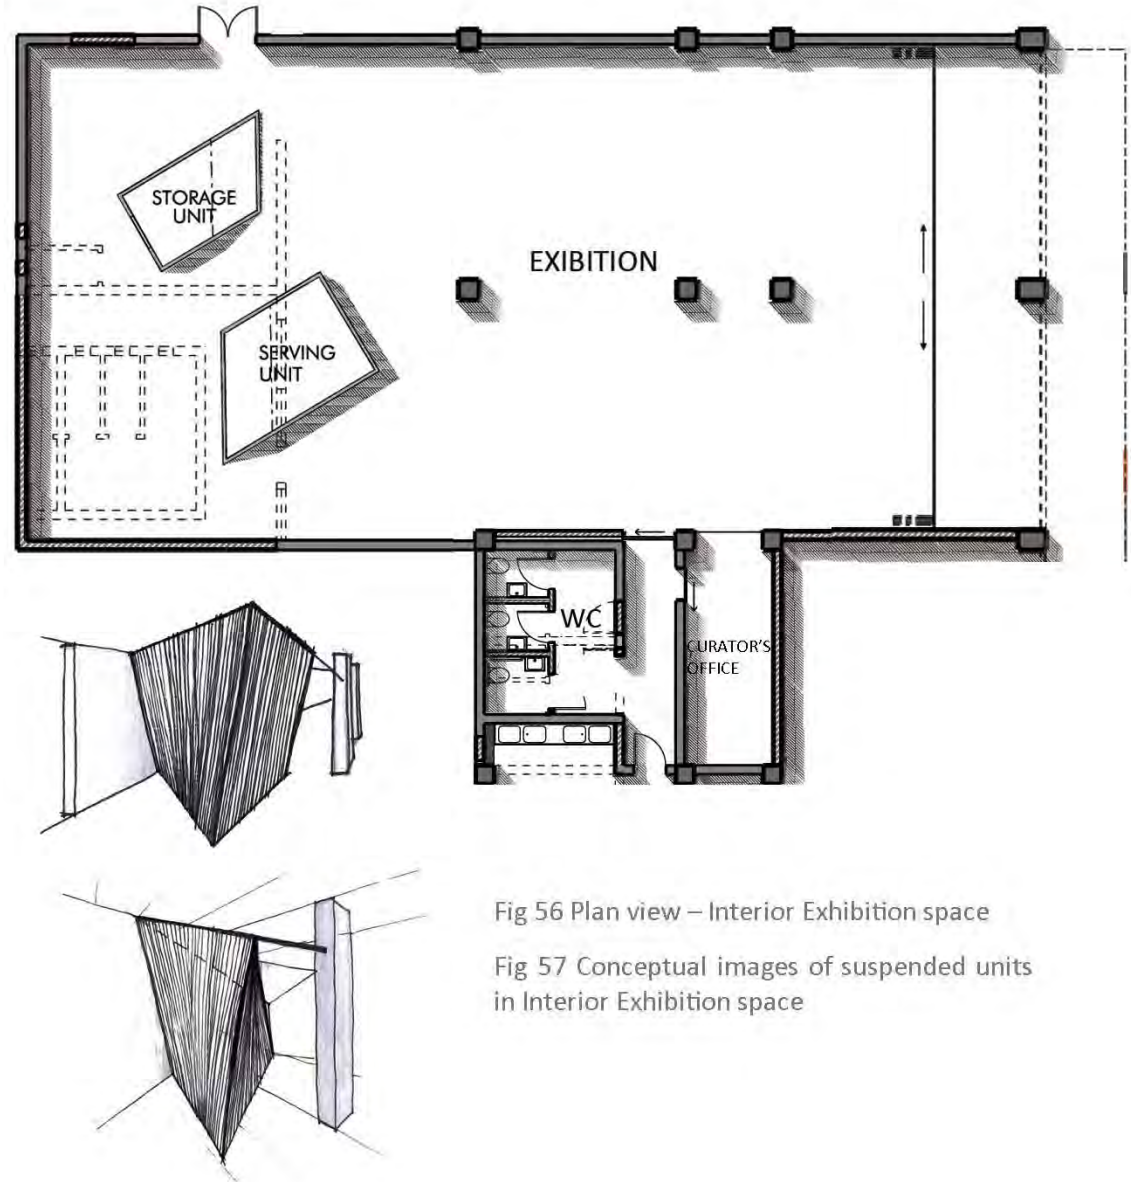 STORAGE
UNIT
EXIBITION
SERVING
UNIT
WC
CURATOR'S
OFFICE
Fig 56 Plan view – Interior Exhibition space
Fig 57 Conceptual images of suspended units
in Interior Exhibition space